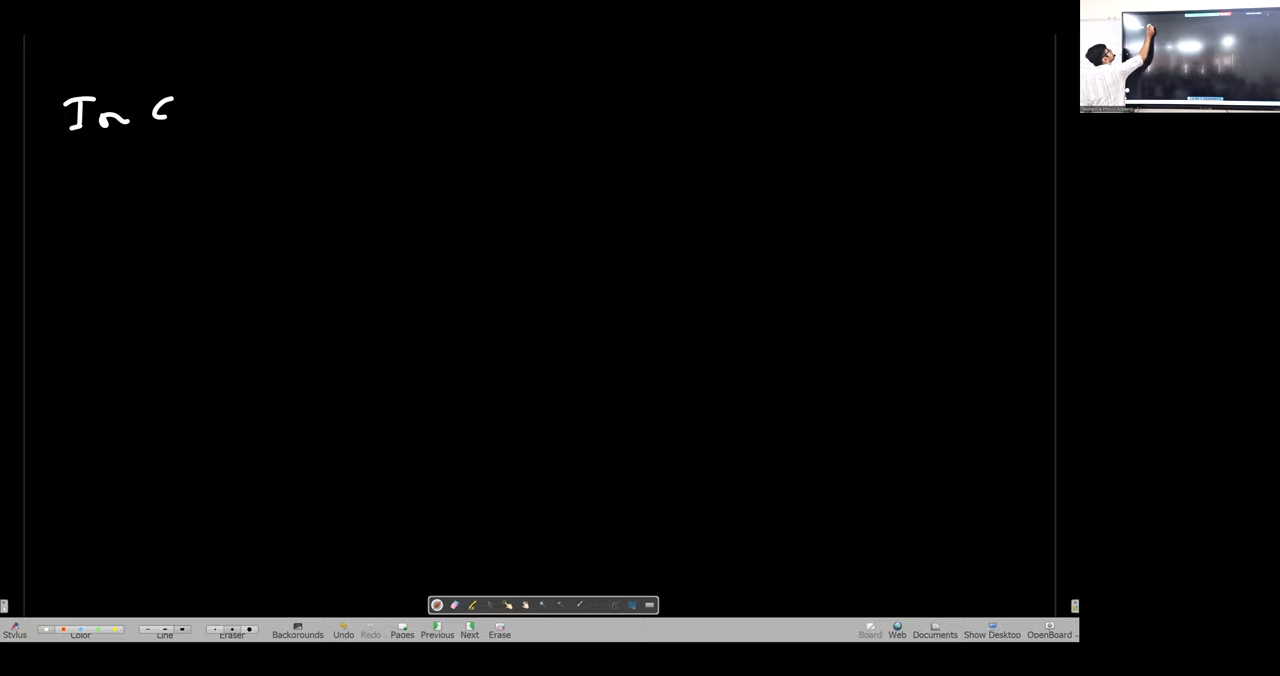 In C
Stylus
Color
Line
Eraser
Backgrounds
Undo
Redo
Pages
Previous
Next
Erase
Board
Web
Documents
Show Desktop
OpenBoard